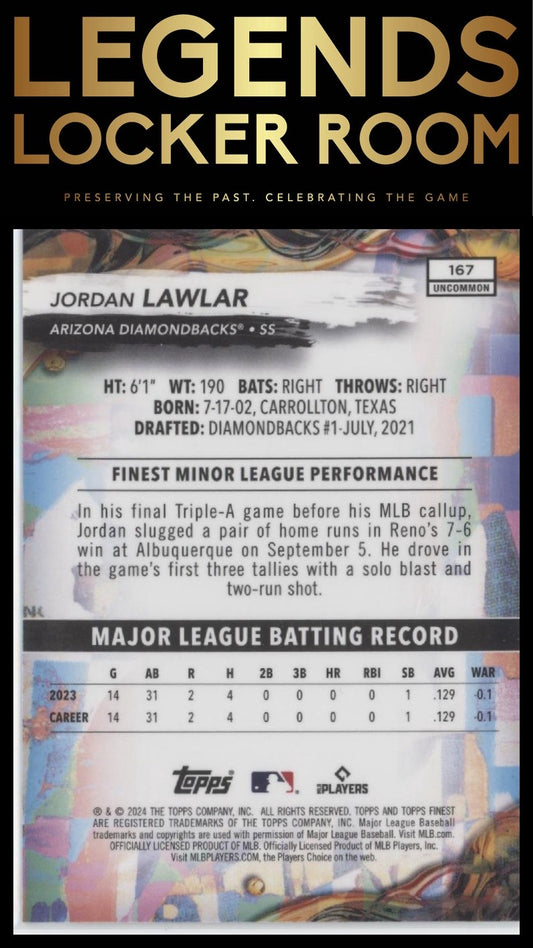 LEGENDS
LOCKER ROOM
PRESERVING THE PAST. CELEBRATING THE GAME
167
UNCOMMON
JORDAN LAWLAR
ARIZONA DIAMONDBACKS® • SS
HT: 6'1" WT: 190 BATS: RIGHT THROWS: RIGHT
BORN: 7-17-02, CARROLLTON, TEXAS
DRAFTED: DIAMONDBACKS #1-JULY, 2021
FINEST MINOR LEAGUE PERFORMANCE
In his final Triple-A game before his MLB callup,
Jordan slugged a pair of home runs in Reno's 7-6
win at Albuquerque on September 5. He drove in
the game's first three tallies with a solo blast and
two-run shot.
MAJOR LEAGUE BATTING RECORD
G AB R H 2B 3B HR RBI SB AVG WAR
2023 14 31 2 4 0 0 0 0 1 .129 -0.1
CAREER 14 31 2 4 0 0 0 0 1 .129 -0.1
topps PLAYERS
® & © 2024 THE TOPPS COMPANY, INC. ALL RIGHTS RESERVED. TOPPS AND TOPPS FINEST
ARE REGISTERED TRADEMARKS OF THE TOPPS COMPANY, INC. Major League Baseball
trademarks and copyrights are used with permission of Major League Baseball. Visit MLB.com.
OFFICIALLY LICENSED PRODUCT OF MLB. Officially Licensed Product of MLB Players, Inc.
Visit MLBPLAYERS.COM, the Players Choice on the web.